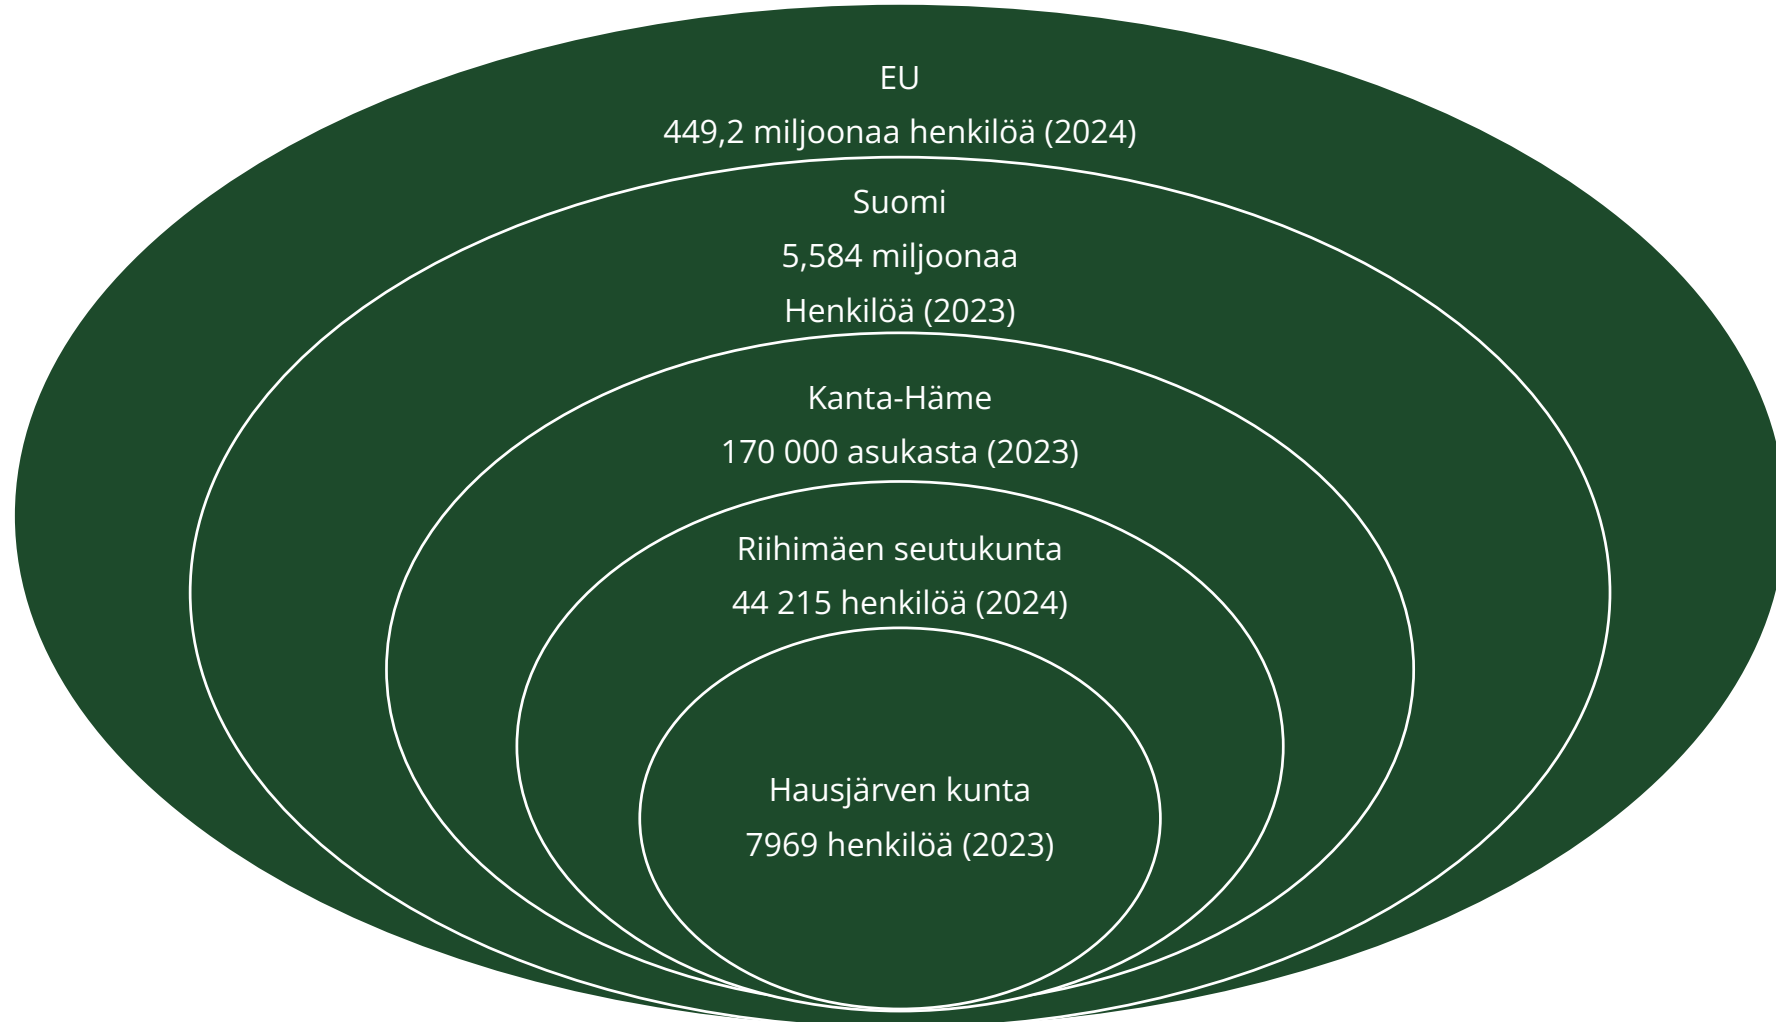 EU
449,2 miljoonaa henkilöä (2024)
Suomi
5,584 miljoonaa
Henkilöä (2023)
Kanta-Häme
170 000 asukasta (2023)
Riihimäen seutukunta
44 215 henkilöä (2024)
Hausjärven kunta
7969 henkilöä (2023)